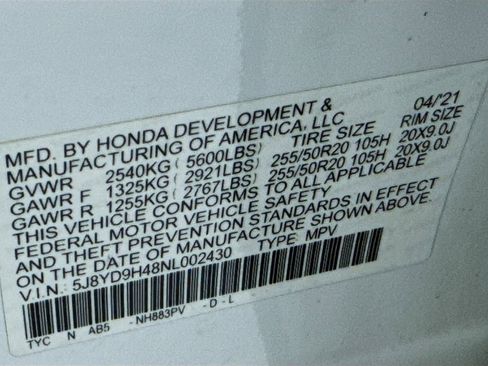 MFD. BY HONDA DEVELOPMENT & 04/'21
MANUFACTURING OF AMERICA, LLC
TIRE SIZE RIM SIZE
GVWR 2540KG ( 5600LBS)
GAWR F 1325KG ( 2921LBS) 255/50R20 105H 20X9.0J
GAWR R 1255KG ( 2767LBS) 255/50R20 105H 20X9.0J
THIS VEHICLE CONFORMS TO ALL APPLICABLE
FEDERAL MOTOR VEHICLE SAFETY
AND THEFT PREVENTION STANDARDS IN EFFECT
ON THE DATE OF MANUFACTURE SHOWN ABOVE.
V.I.N.: 5J8YD9H48NL002430 TYPE: MPV
TYC N AB5 -NH883PV -D-L